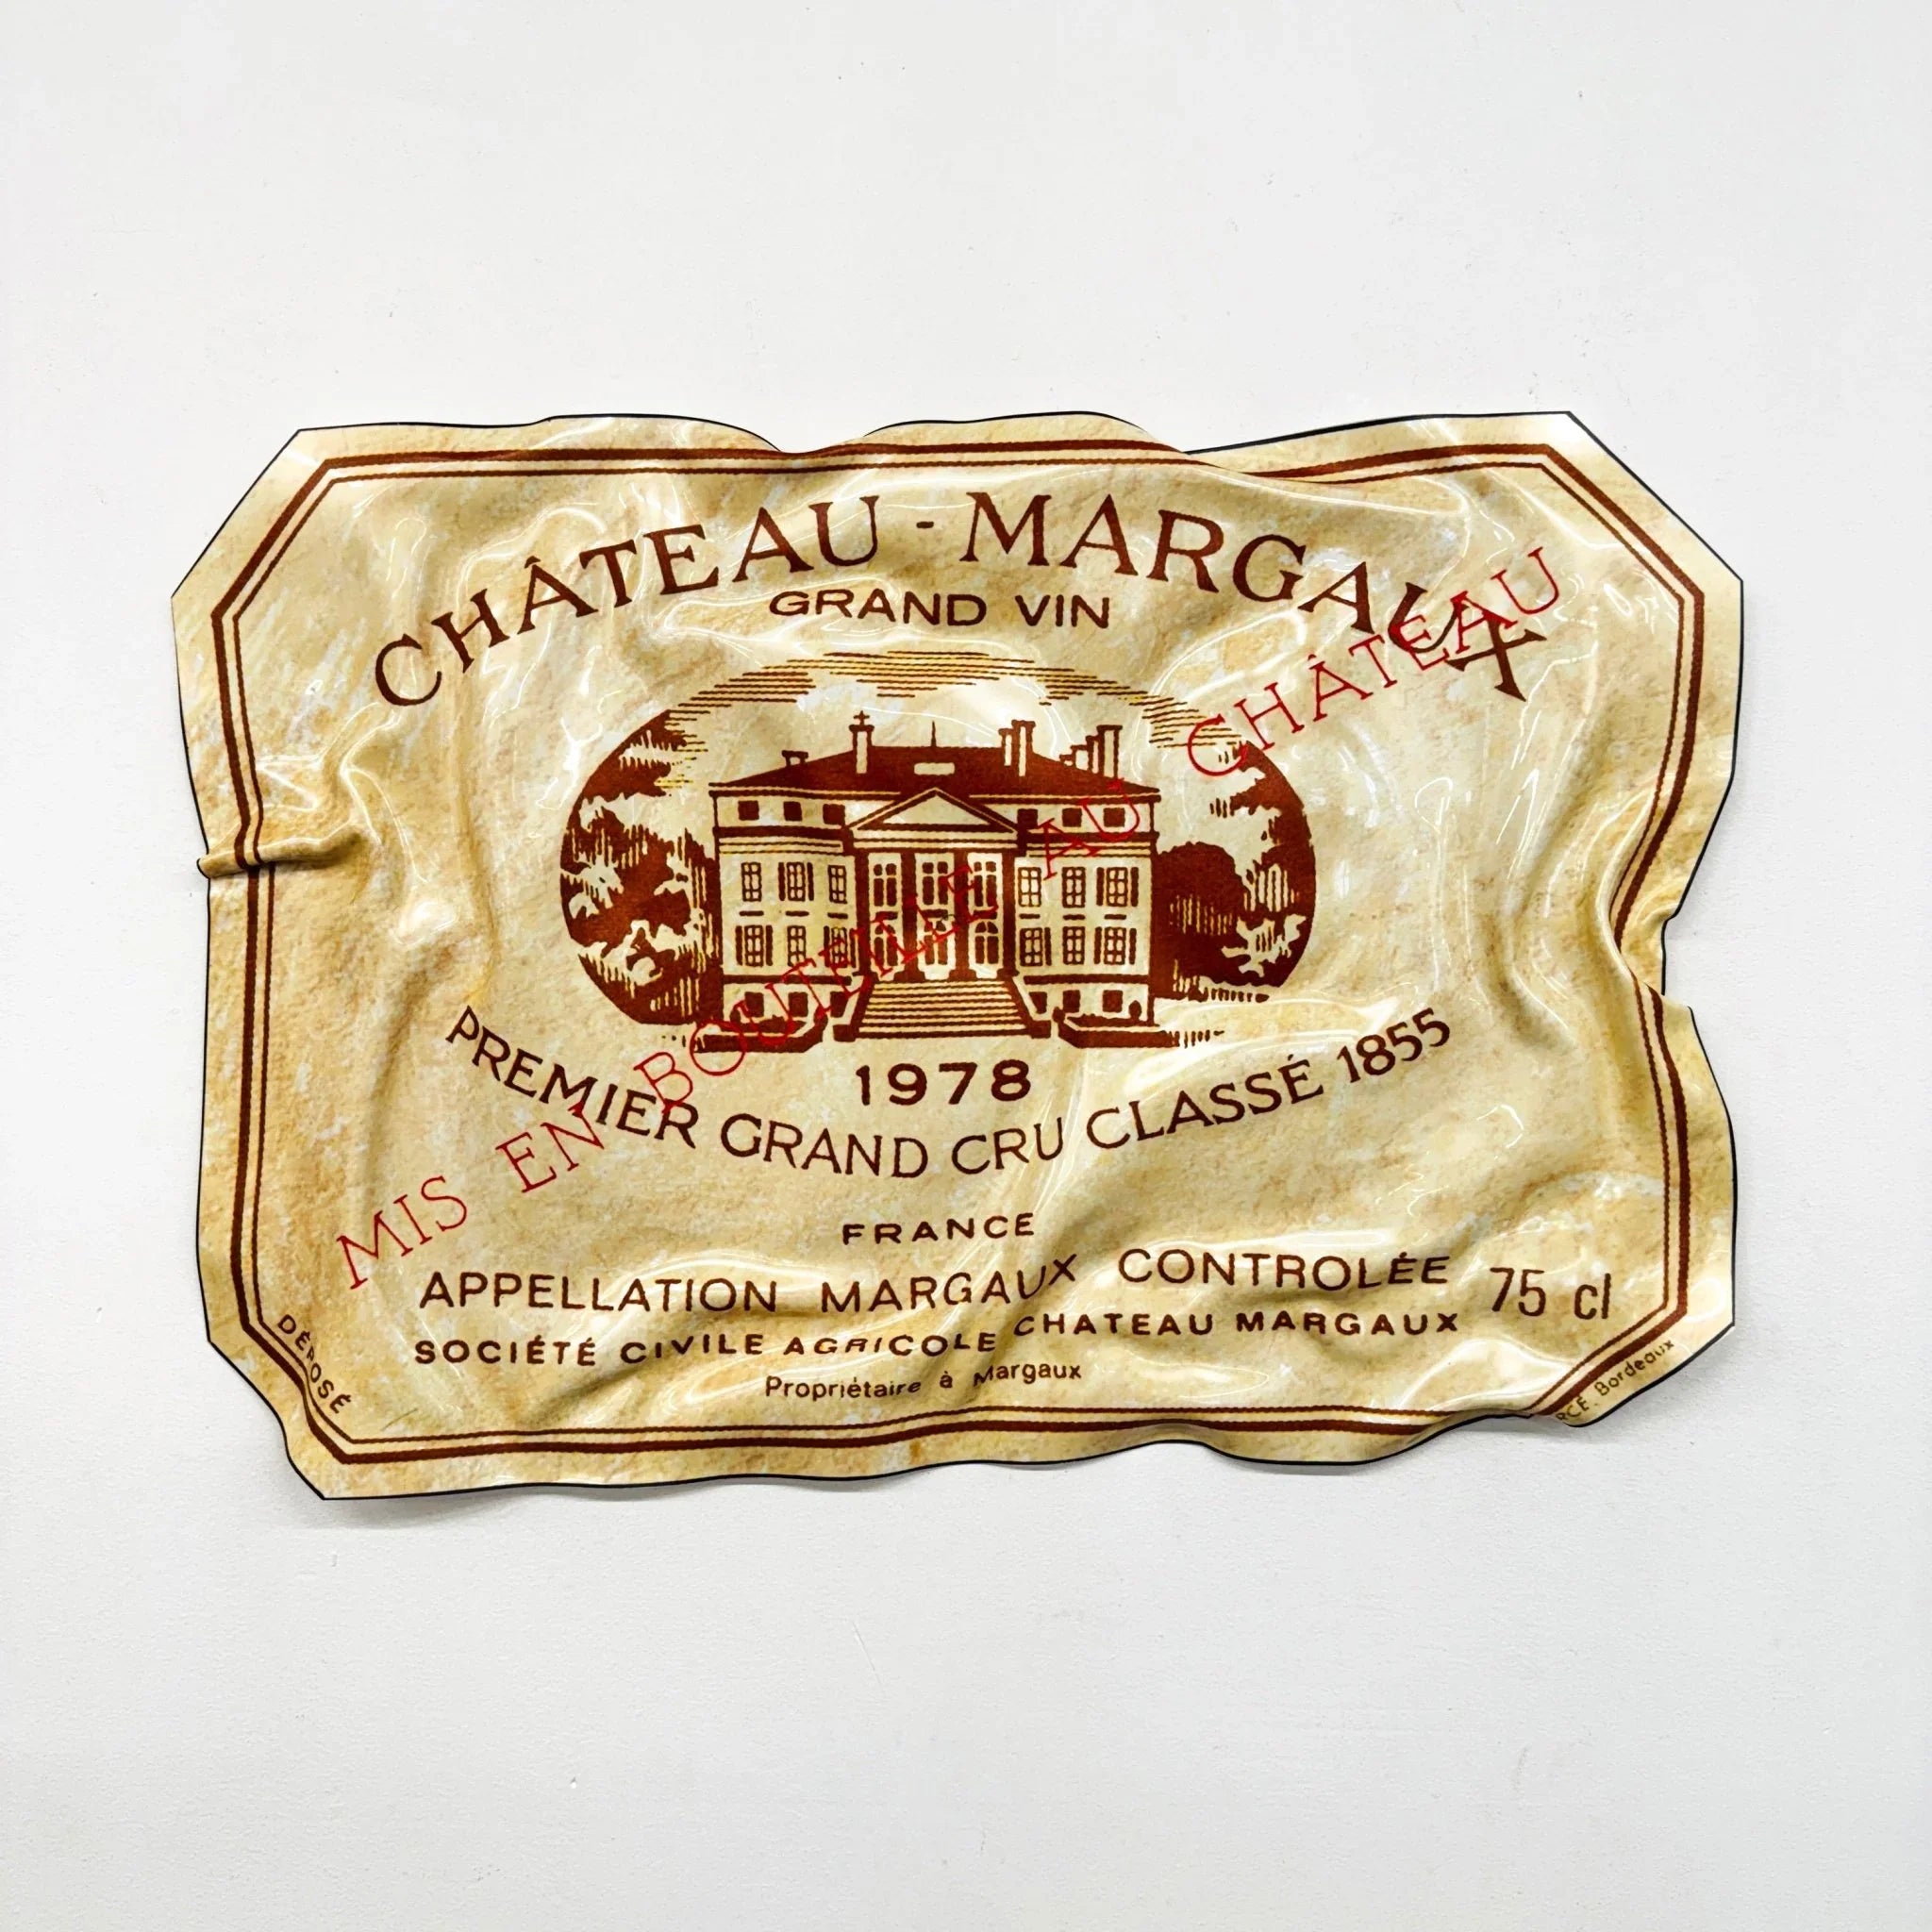 CHÂTEAU-MARGAUX
GRAND VIN
MIS EN BOUTEILLE AU CHÂTEAU
1978
PREMIER GRAND CRU CLASSÉ 1855
FRANCE
APPELLATION MARGAUX CONTROLÉE 75 cl
SOCIÉTÉ CIVILE AGRICOLE CHATEAU MARGAUX
Propriétaire à Margaux
DÉPOSÉ
Bordeaux